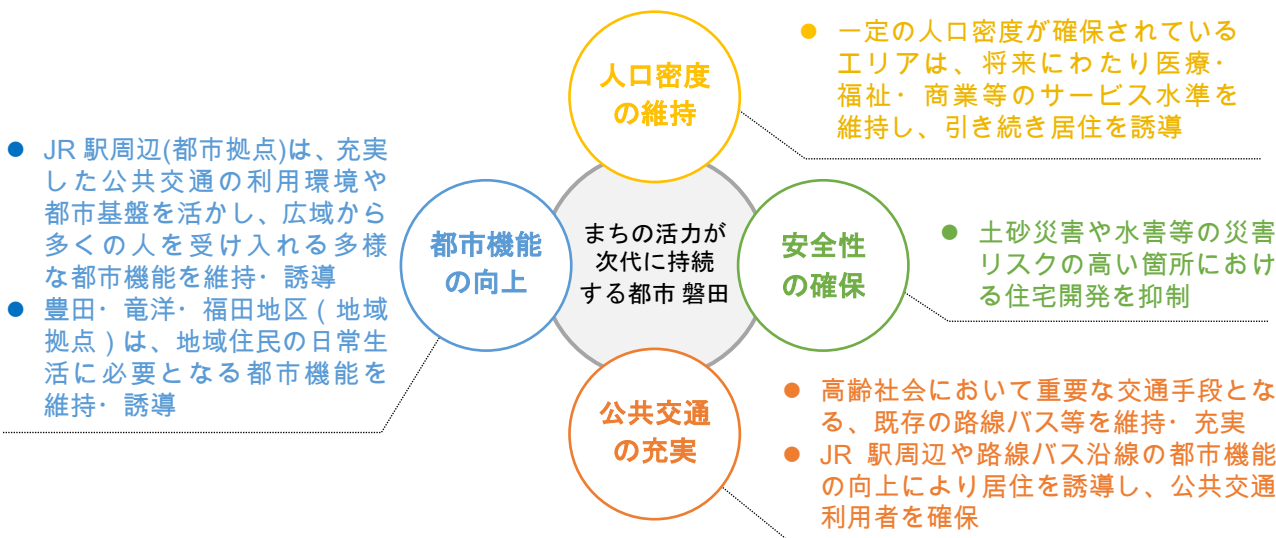 人口密度
の維持
● 一定の人口密度が確保されている
エリアは、将来にわたり医療・
福祉・商業等のサービス水準を
維持し、引き続き居住を誘導
● JR 駅周辺(都市拠点)は、充実
した公共交通の利用環境や
都市基盤を活かし、広域から
多くの人を受け入れる多様
な都市機能を維持・誘導
● 豊田・竜洋・福田地区(地域
拠点)は、地域住民の日常生
活に必要となる都市機能を
維持・誘導
都市機能
の向上
まちの活力が
次代に持続
する都市 磐田
安全性
の確保
● 土砂災害や水害等の災害
リスクの高い箇所におけ
る住宅開発を抑制
公共交通
の充実
● 高齢社会において重要な交通手段とな
る、既存の路線バス等を維持・充実
● JR 駅周辺や路線バス沿線の都市機能
の向上により居住を誘導し、公共交通
利用者を確保